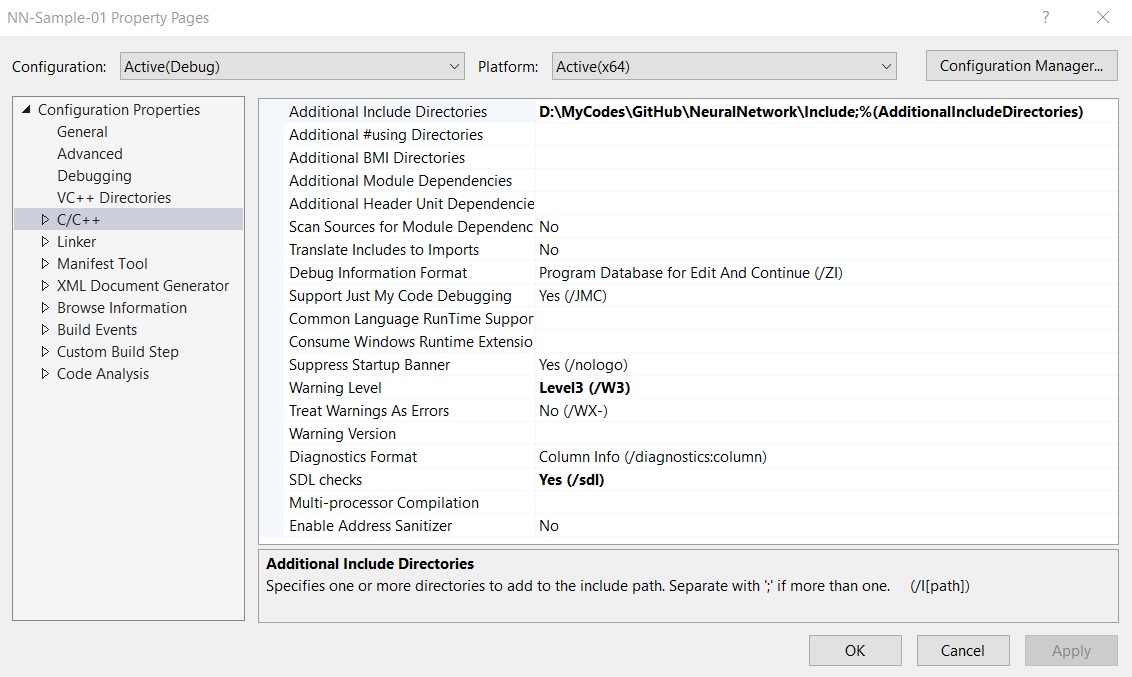 NN-Sample-01 Property Pages
?
Configuration: Active(Debug) Platform: Active(x64) Configuration Manager...
Configuration Properties
General
Advanced
Debugging
VC++ Directories
C/C++
Linker
Manifest Tool
XML Document Generator
Browse Information
Build Events
Custom Build Step
Code Analysis
Additional Include Directories D:\MyCodes\GitHub\NeuralNetwork\Include;%(AdditionalIncludeDirectories)
Additional #using Directories
Additional BMI Directories
Additional Module Dependencies
Additional Header Unit Dependencie
Scan Sources for Module Dependenc No
Translate Includes to Imports No
Debug Information Format Program Database for Edit And Continue (/ZI)
Support Just My Code Debugging Yes (/JMC)
Common Language RunTime Suppor
Consume Windows Runtime Extensio
Suppress Startup Banner Yes (/nologo)
Warning Level Level3 (/W3)
Treat Warnings As Errors No (/WX-)
Warning Version
Diagnostics Format Column Info (/diagnostics:column)
SDL checks Yes (/sdl)
Multi-processor Compilation
Enable Address Sanitizer No
Additional Include Directories
Specifies one or more directories to add to the include path. Separate with ';' if more than one. (/I[path])
OK Cancel Apply